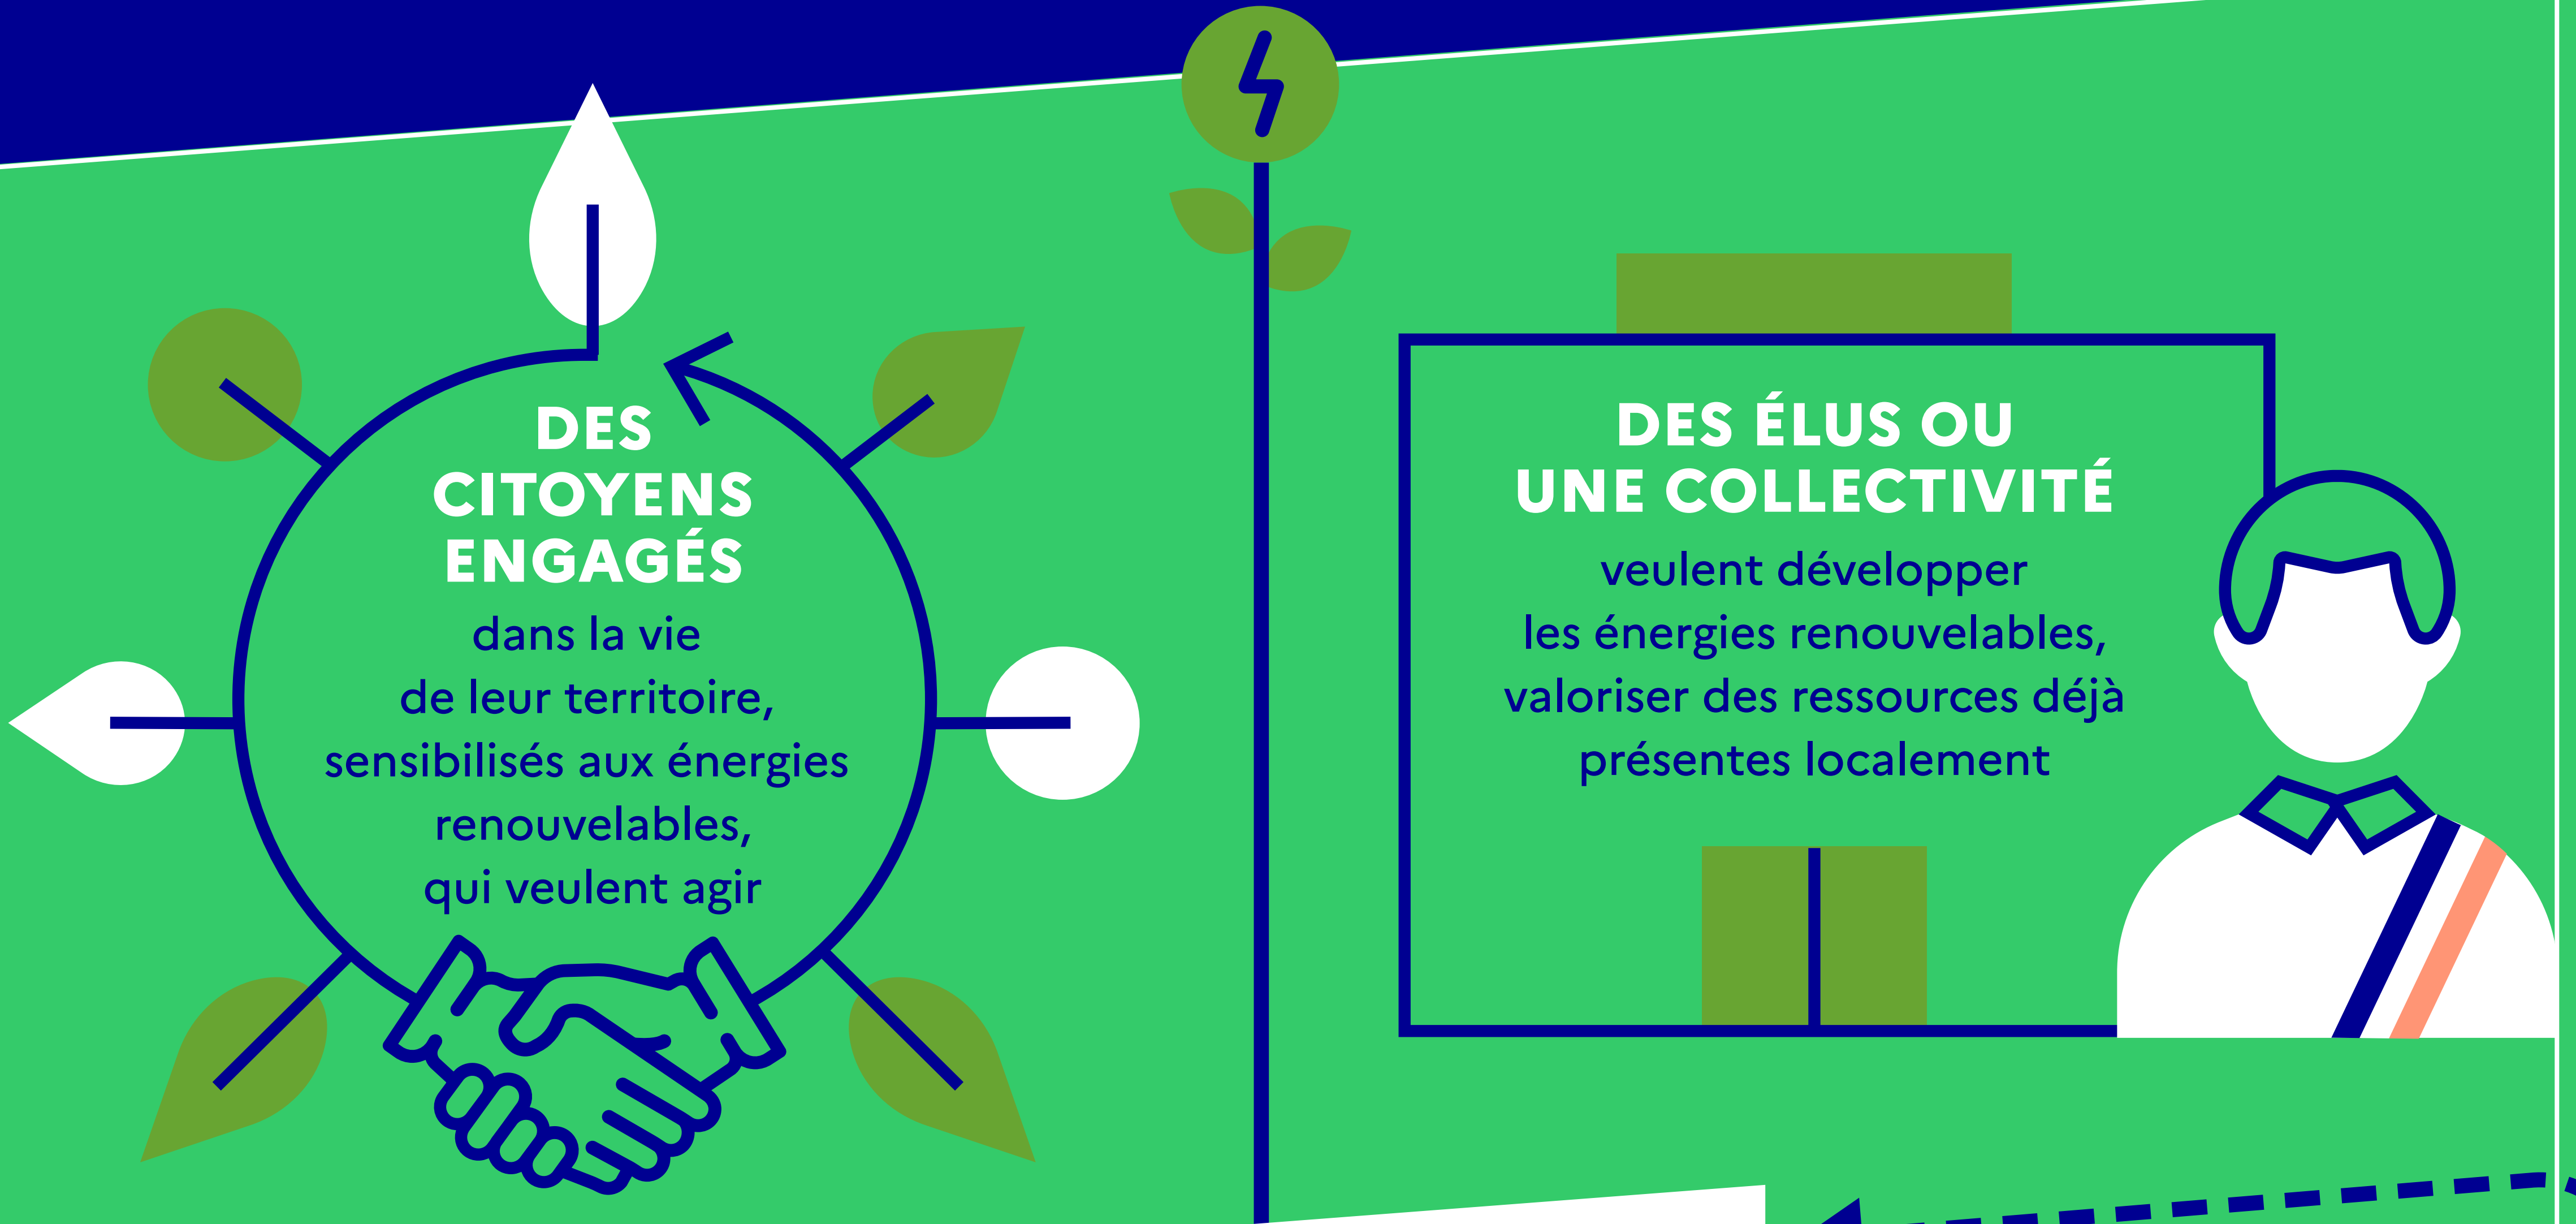 DES
CITOYENS
ENGAGÉS
dans la vie
de leur territoire,
sensibilisés aux énergies
renouvelables,
qui veulent agir
DES ÉLUS OU
UNE COLLECTIVITÉ
veulent développer
les énergies renouvelables,
valoriser des ressources déjà
présentes localement